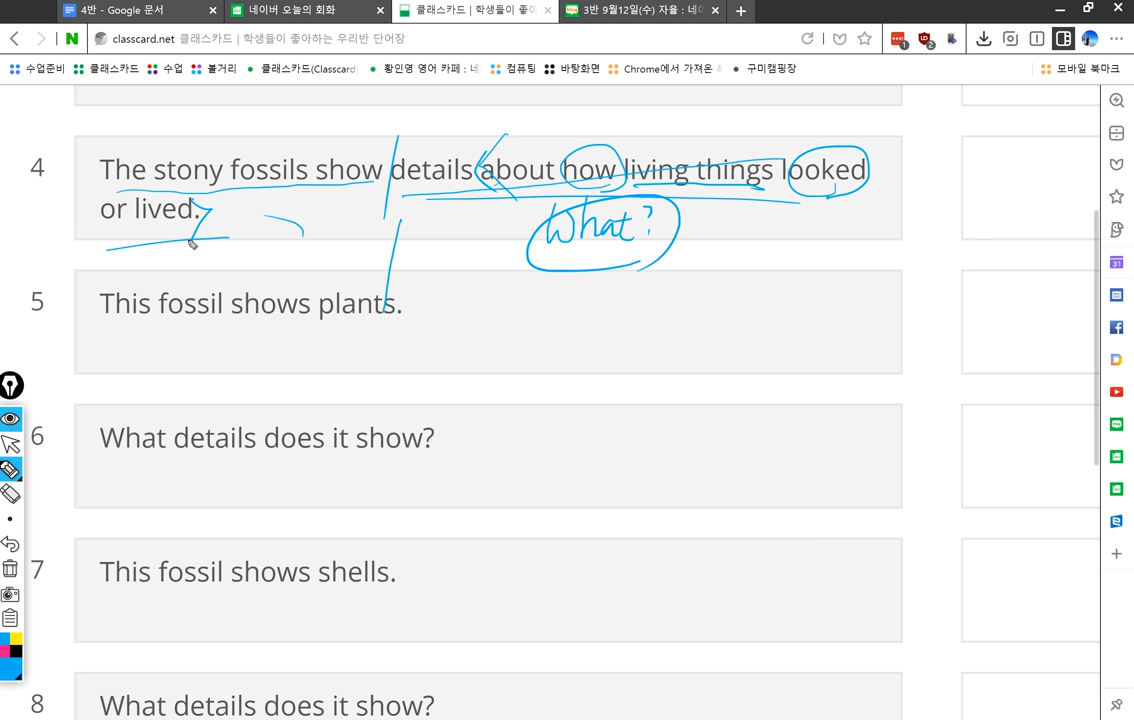 4반 - Google 문서
네이버 오늘의 회화
클래스카드 | 학생들이 좋아
3반 9월12일(수) 자율 : 네이
N classcard.net 클래스카드 | 학생들이 좋아하는 우리반 단어장
수업준비 클래스카드 수업 볼거리 클래스카드(Classcard) 황인영 영어 카페 : 네 컴퓨팅 바탕화면 Chrome에서 가져온 구미캠핑장 모바일 북마크
4 The stony fossils show details about how living things looked
or lived.
What?
5 This fossil shows plants.
6 What details does it show?
7 This fossil shows shells.
8 What details does it show?